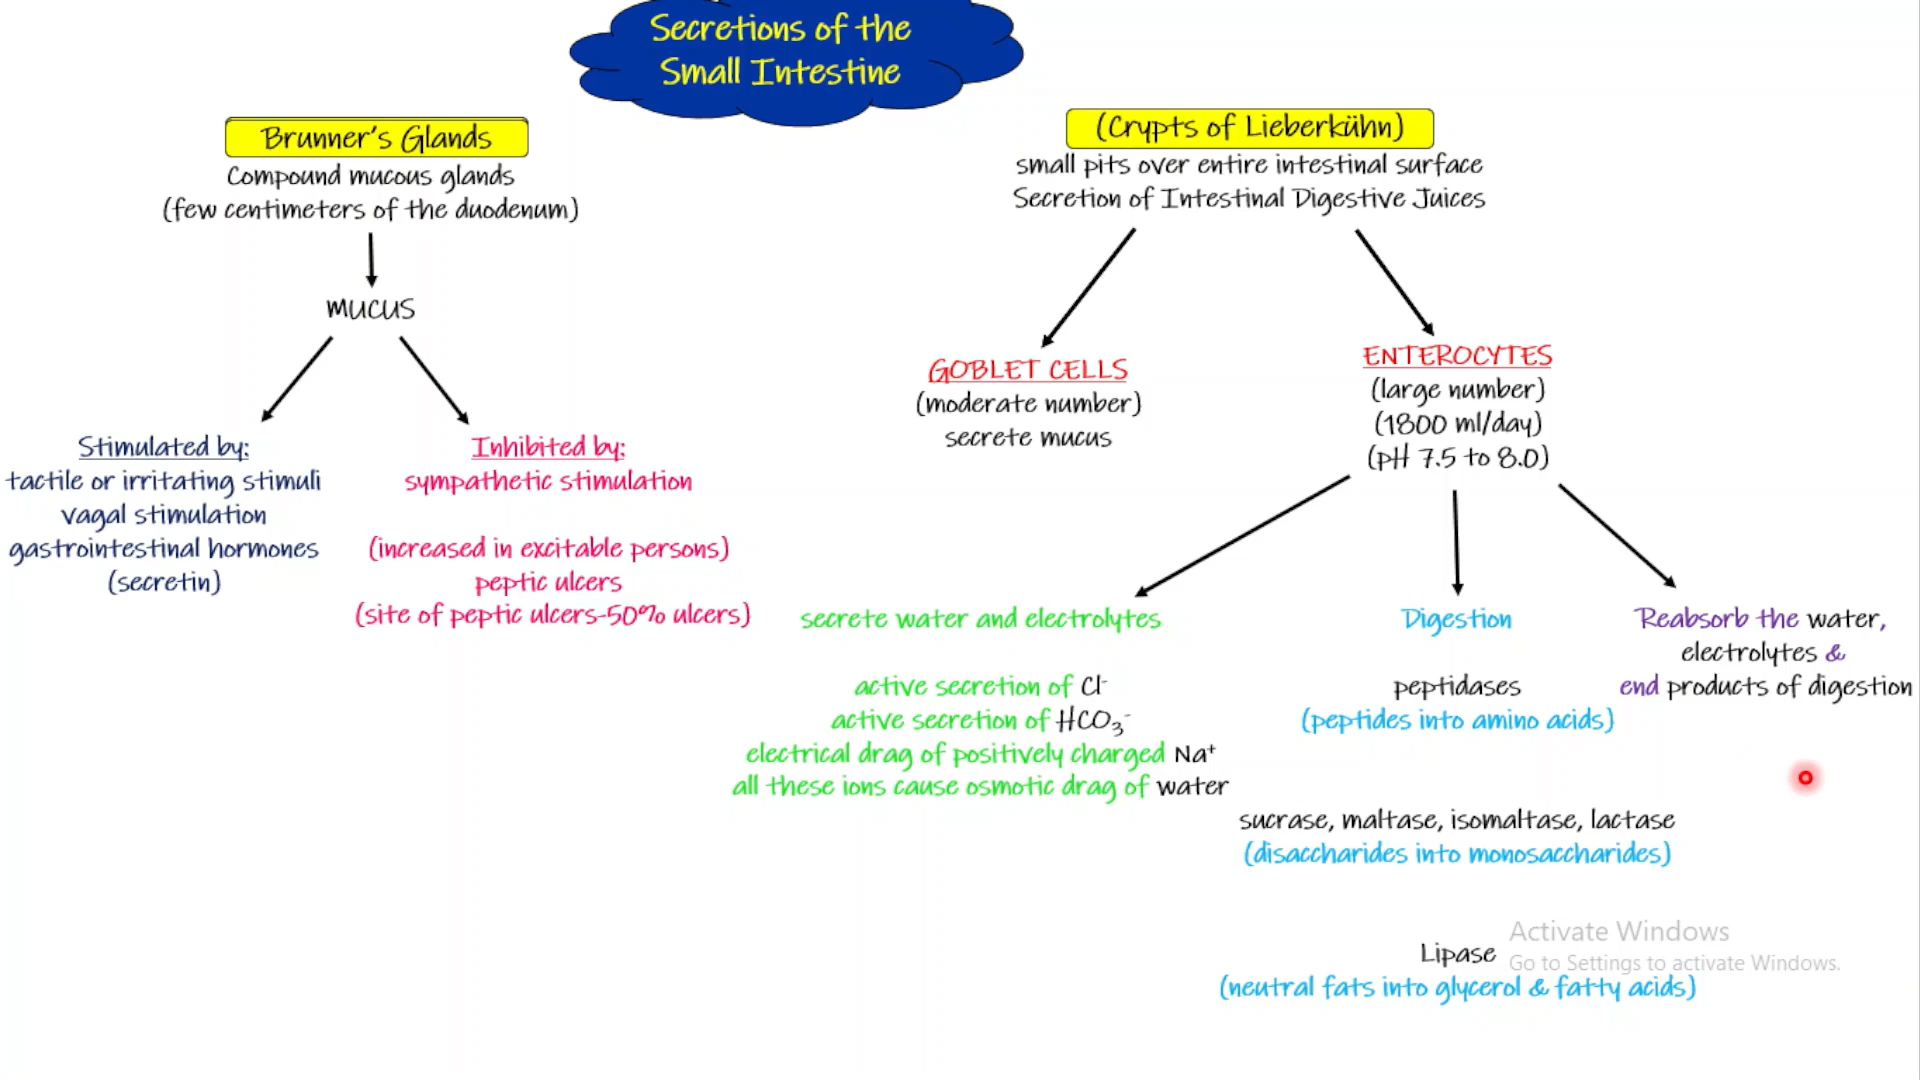 Secretions of the
Small Intestine
Brunner's Glands
Compound mucous glands
(few centimeters of the duodenum)
MUCUS
Stimulated by:
tactile or irritating stimuli
vagal stimulation
gastrointestinal hormones
(secretin)
Inhibited by:
sympathetic stimulation
(increased in excitable persons)
peptic ulcers
(site of peptic ulcers-50% ulcers)
(Crypts of Lieberkühn)
small pits over entire intestinal surface
Secretion of Intestinal Digestive Juices
GOBLET CELLS
(moderate number)
secrete mucus
ENTEROCYTES
(large number)
(1800 ml/day)
(pH 7.5 to 8.0)
secrete water and electrolytes
active secretion of Cl⁻
active secretion of HCO₃⁻
electrical drag of positively charged Na⁺
all these ions cause osmotic drag of water
Digestion
peptidases
(peptides into amino acids)
sucrase, maltase, isomaltase, lactase
(disaccharides into monosaccharides)
Lipase
(neutral fats into glycerol & fatty acids)
Reabsorb the water,
electrolytes &
end products of digestion
Activate Windows
Go to Settings to activate Windows.